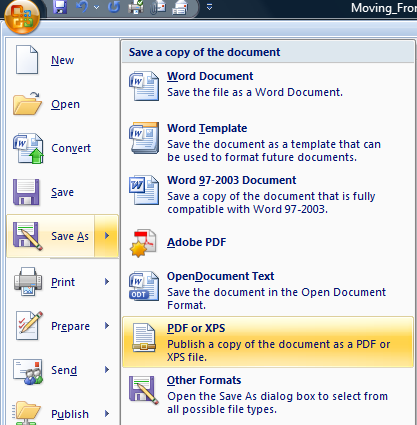 Moving_Fron
New
Open
Convert
Save
Save As
Print
Prepare
Send
Publish
Save a copy of the document
Word Document
Save the file as a Word Document.
Word Template
Save the document as a template that can
be used to format future documents.
Word 97-2003 Document
Save a copy of the document that is fully
compatible with Word 97-2003.
Adobe PDF
OpenDocument Text
Save the document in the Open Document
Format.
PDF or XPS
Publish a copy of the document as a PDF or
XPS file.
Other Formats
Open the Save As dialog box to select from
all possible file types.
ODT